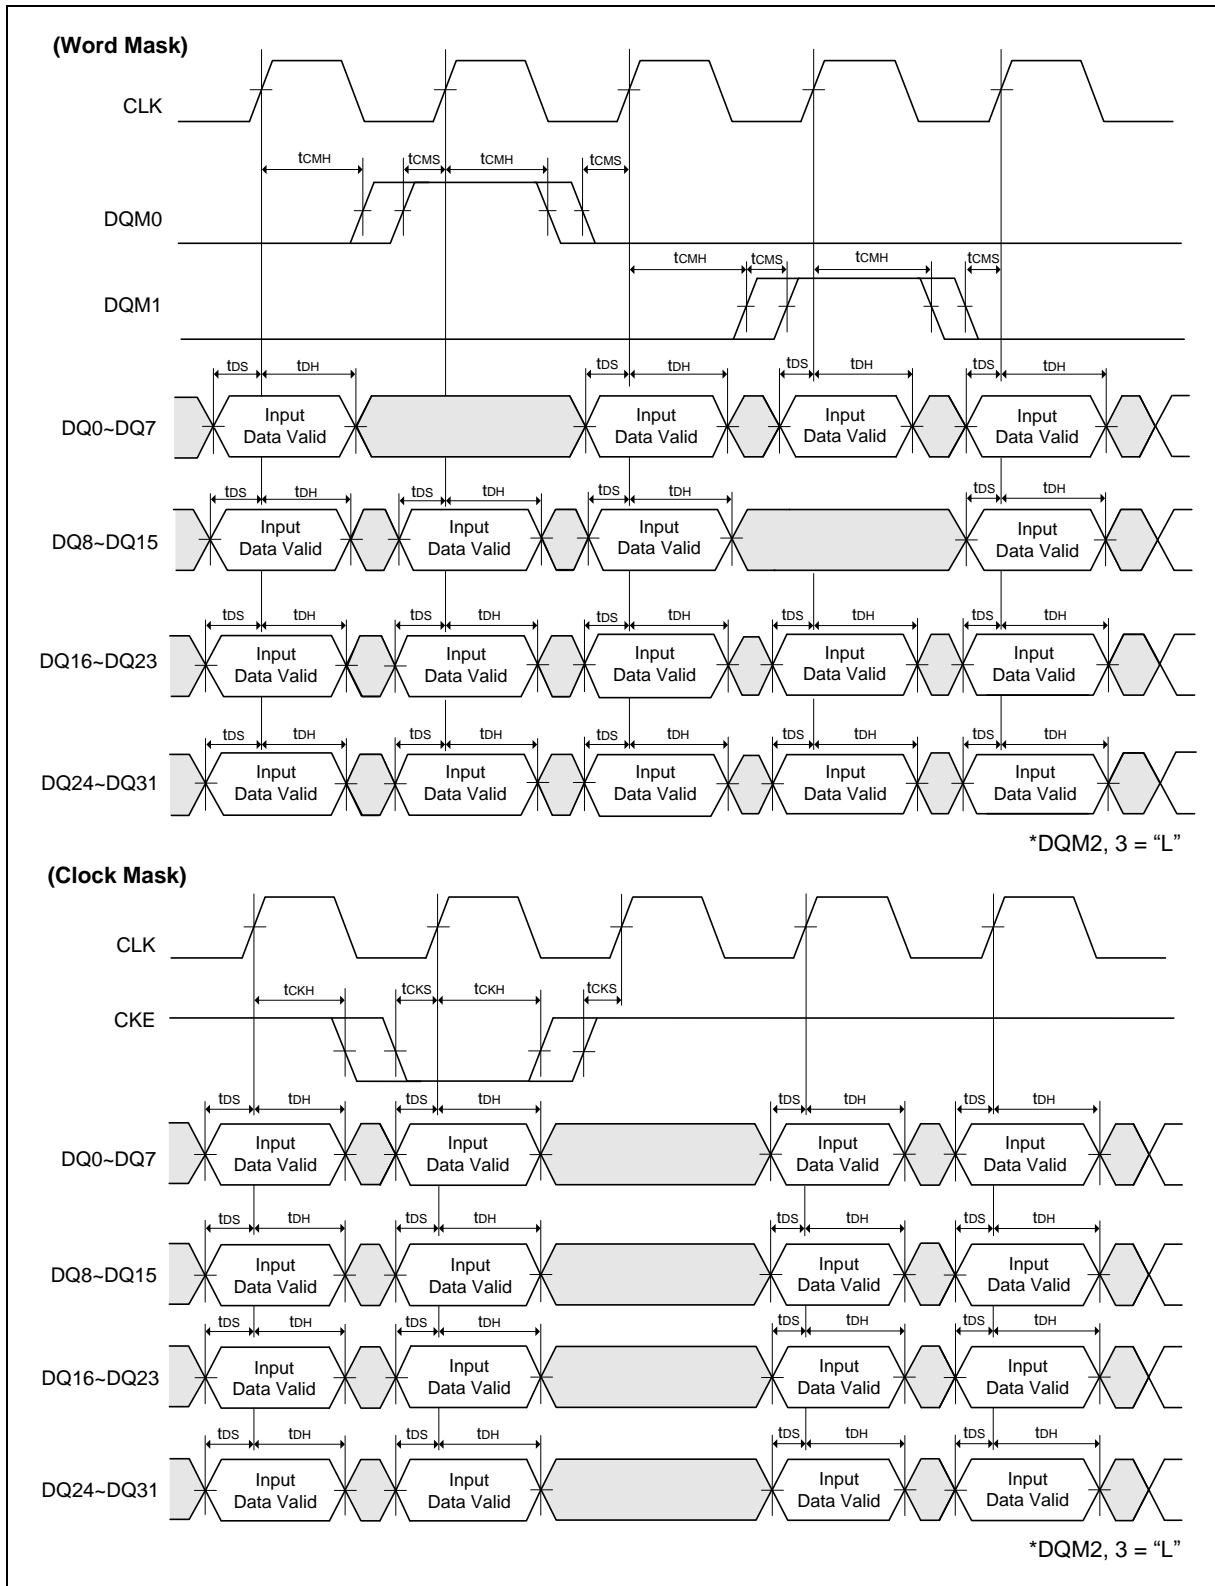 (Word Mask)
CLK
tCMH tCMS tCMH tCMS
DQM0
tCMH tCMS tCMH tCMS
DQM1
tDS tDH tDS tDH tDS tDH tDS tDH
DQ0~DQ7
Input Data Valid
Input Data Valid
Input Data Valid
Input Data Valid
tDS tDH tDS tDH tDS tDH tDS tDH
DQ8~DQ15
Input Data Valid
Input Data Valid
Input Data Valid
Input Data Valid
tDS tDH tDS tDH tDS tDH tDS tDH tDS tDH
DQ16~DQ23
Input Data Valid
Input Data Valid
Input Data Valid
Input Data Valid
Input Data Valid
tDS tDH tDS tDH tDS tDH tDS tDH tDS tDH
DQ24~DQ31
Input Data Valid
Input Data Valid
Input Data Valid
Input Data Valid
Input Data Valid
*DQM2, 3 = “L”
(Clock Mask)
CLK
tCKH tCKS tCKH tCKS
CKE
tDS tDH tDS tDH tDS tDH tDS tDH
DQ0~DQ7
Input Data Valid
Input Data Valid
Input Data Valid
Input Data Valid
tDS tDH tDS tDH tDS tDH tDS tDH
DQ8~DQ15
Input Data Valid
Input Data Valid
Input Data Valid
Input Data Valid
tDS tDH tDS tDH tDS tDH tDS tDH
DQ16~DQ23
Input Data Valid
Input Data Valid
Input Data Valid
Input Data Valid
tDS tDH tDS tDH tDS tDH tDS tDH
DQ24~DQ31
Input Data Valid
Input Data Valid
Input Data Valid
Input Data Valid
*DQM2, 3 = “L”